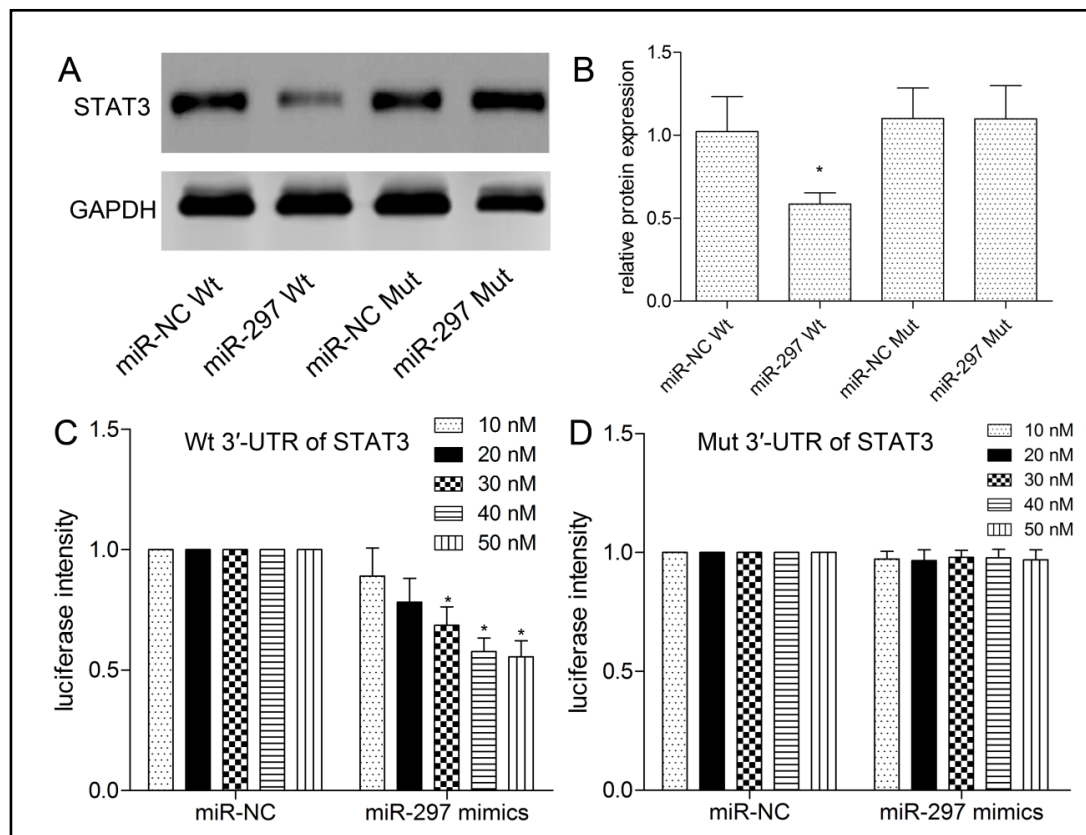 A
STAT3
GAPDH
miR-NC Wt
miR-297 Wt
miR-NC Mut
miR-297 Mut
B
relative protein expression
1.5
1.0
0.5
0.0
*
miR-NC Wt
miR-297 Wt
miR-NC Mut
miR-297 Mut
C
Wt 3′-UTR of STAT3
10 nM
20 nM
30 nM
40 nM
50 nM
luciferase intensity
1.5
1.0
0.5
0.0
*
*
*
miR-NC
miR-297 mimics
D
Mut 3′-UTR of STAT3
10 nM
20 nM
30 nM
40 nM
50 nM
luciferase intensity
1.5
1.0
0.5
0.0
miR-NC
miR-297 mimics